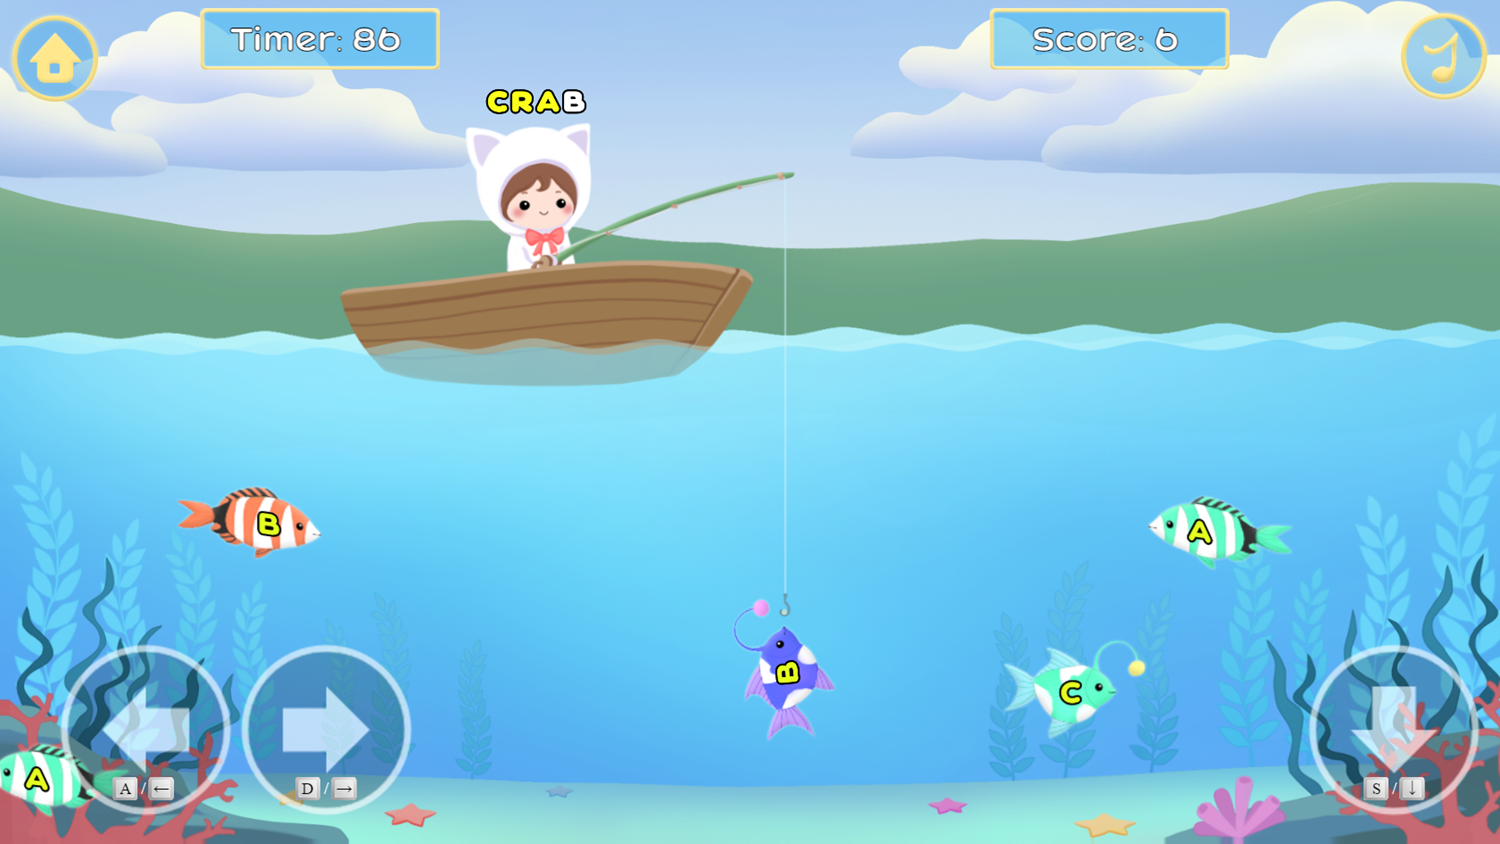 Timer: 86
Score: 6
CRAB
B
A
B
C
A
A / ←
D / →
S / ↓